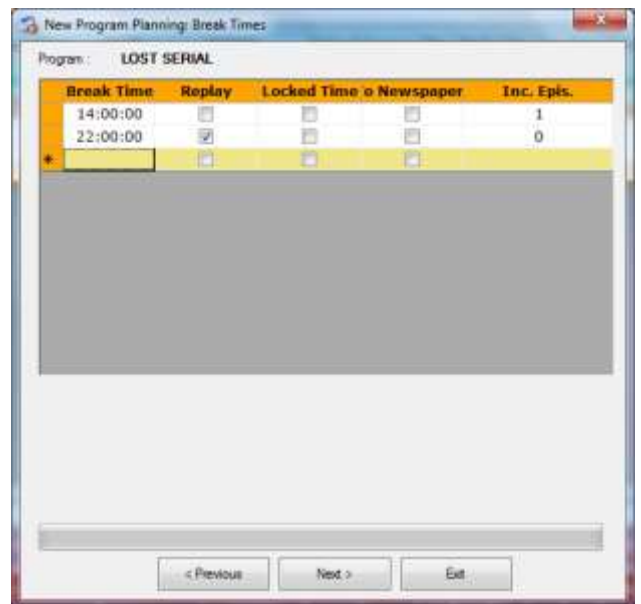 New Program Planning: Break Times
Program : LOST SERIAL
Break Time Replay Locked Time o Newspaper Inc. Epis.
14:00:00 1
22:00:00 0
*
< Previous Next > Exit